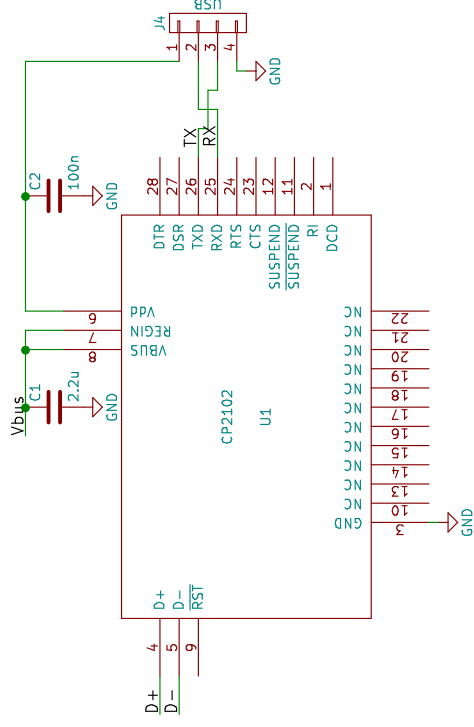 USB
J4
1
2
3
4
GND
TX
RX
C2
100n
GND
28
27
26
25
24
23
12
11
2
1
DTR
DSR
TXD
RXD
RTS
CTS
SUSPEND
SUSPEND
RI
DCD
6
Vdd
7
REGIN
8
VBUS
C1
2.2u
GND
Vbus
CP2102
U1
NC
22
NC
21
NC
20
NC
19
NC
18
NC
17
NC
16
NC
15
NC
14
NC
13
NC
10
GND
3
GND
D+
D-
RST
4
5
9
D+
D-